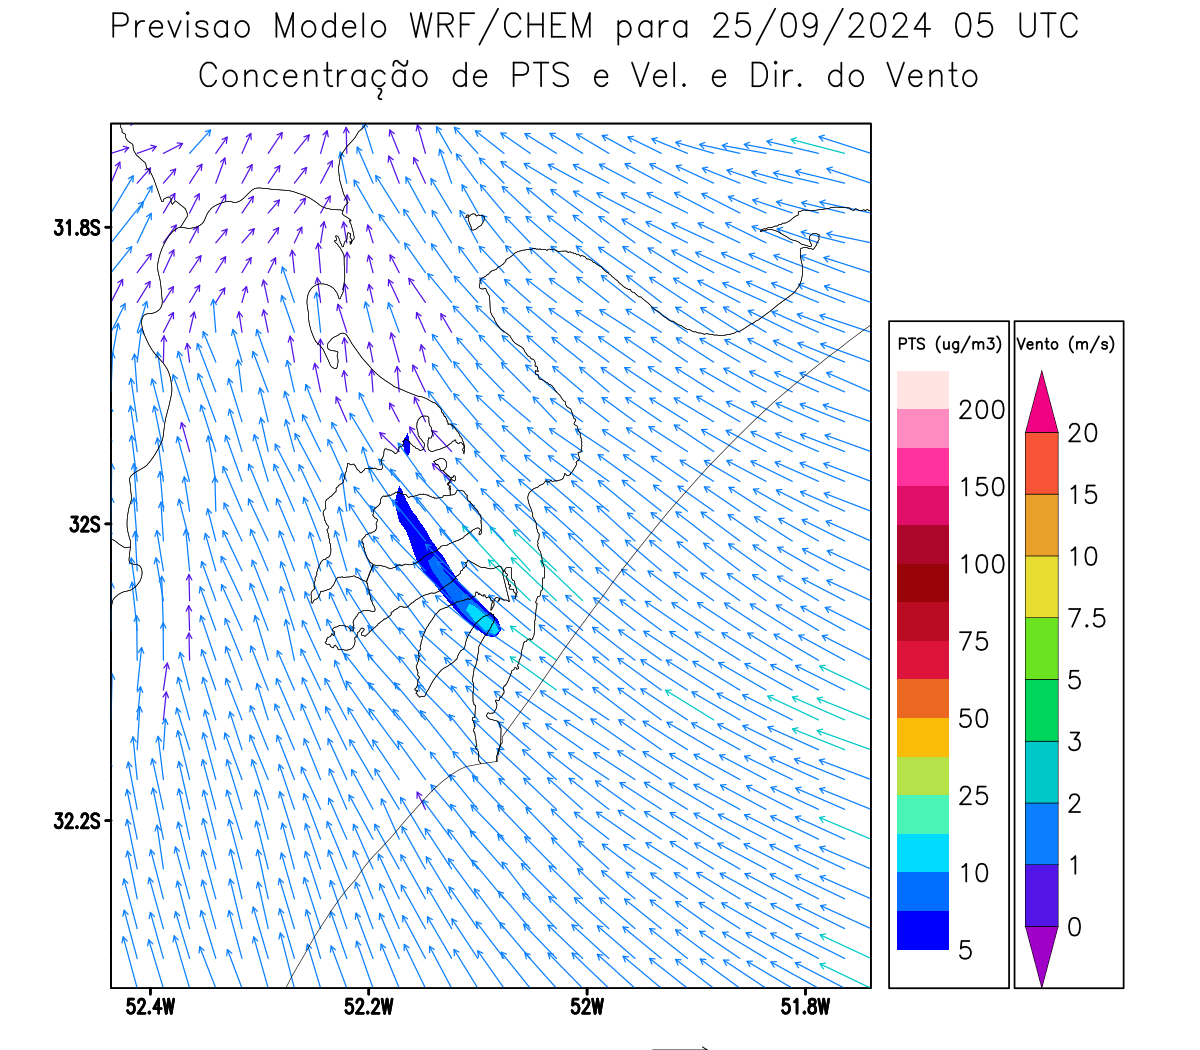 Previsao Modelo WRF/CHEM para 25/09/2024 05 UTC
Concentração de PTS e Vel. e Dir. do Vento
31.8S
32S
32.2S
52.4W 52.2W 52W 51.8W
PTS (ug/m3)
200
150
100
75
50
25
10
5
Vento (m/s)
20
15
10
7.5
5
3
2
1
0